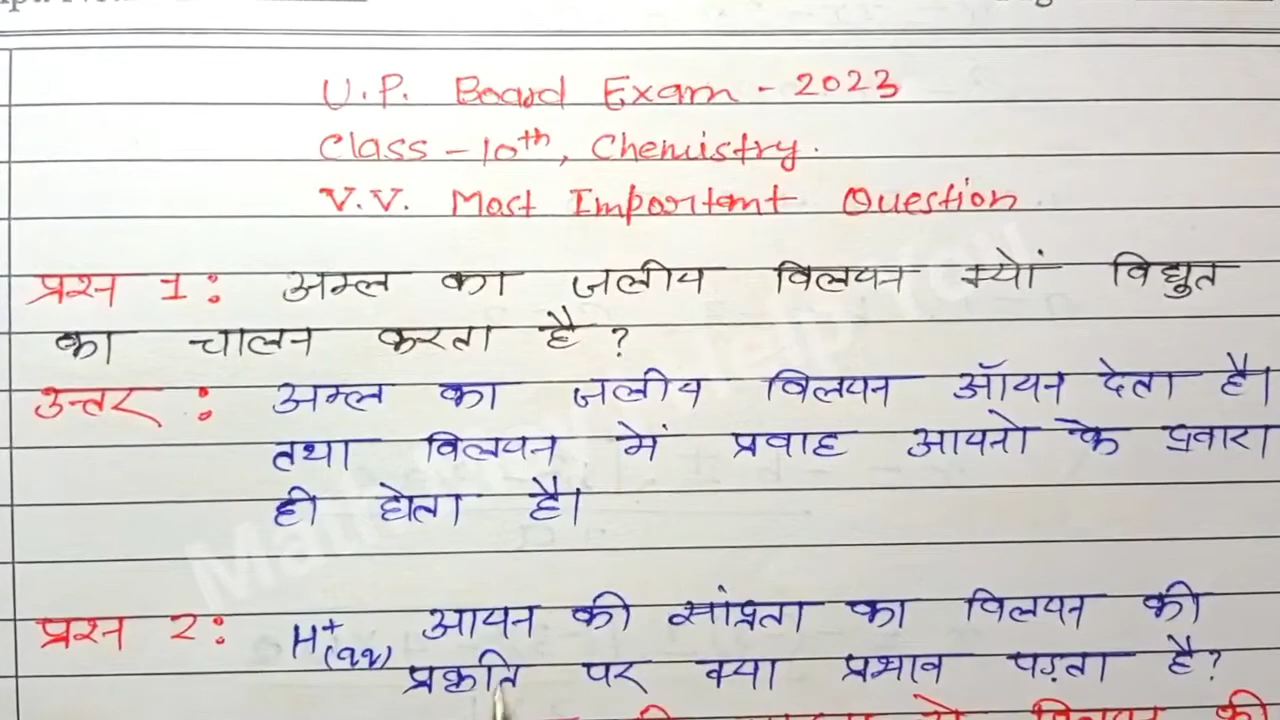 U.P. Board Exam - 2023
Class - 10th, Chemistry.
V.V. Most Important Question
प्रश्न 1: अम्ल का जलीय विलयन क्यों विद्युत
का चालन करता है ?
उत्तर : अम्ल का जलीय विलयन ऑयन देता है।
तथा विलयन में प्रवाह आयनो के द्वारा
ही होता है।
प्रश्न 2: H+(aq) आयन की सांद्रता का विलयन की
प्रकृति पर क्या प्रभाव पड़ता है?